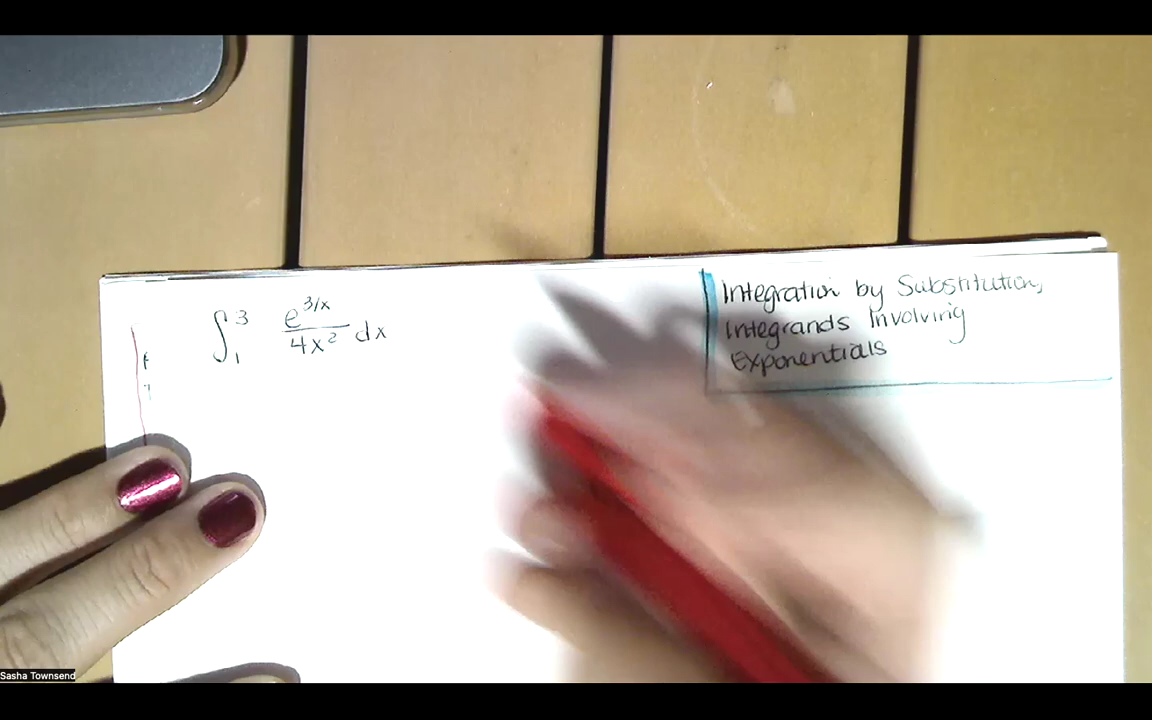 ∫₁³ e^{3/x} / 4x² dx
Integration by Substitution,
Integrands Involving
Exponentials
Sasha Townsend